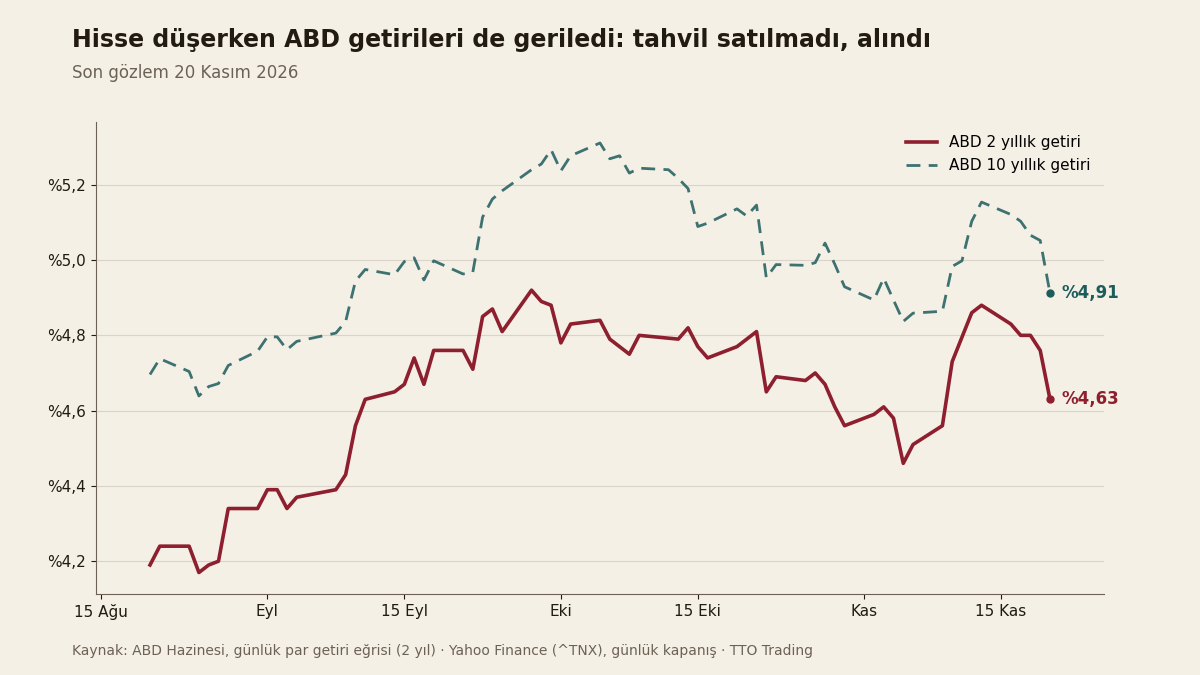 Hisse düşerken ABD getirileri de geriledi: tahvil satılmadı, alındı
Son gözlem 20 Kasım 2026
ABD 2 yıllık getiri
ABD 10 yıllık getiri
%5,2
%5,0
%4,8
%4,6
%4,4
%4,2
%4,91
%4,63
15 Ağu
Eyl
15 Eyl
Eki
15 Eki
Kas
15 Kas
Kaynak: ABD Hazinesi, günlük par getiri eğrisi (2 yıl) · Yahoo Finance (^TNX), günlük kapanış · TTO Trading